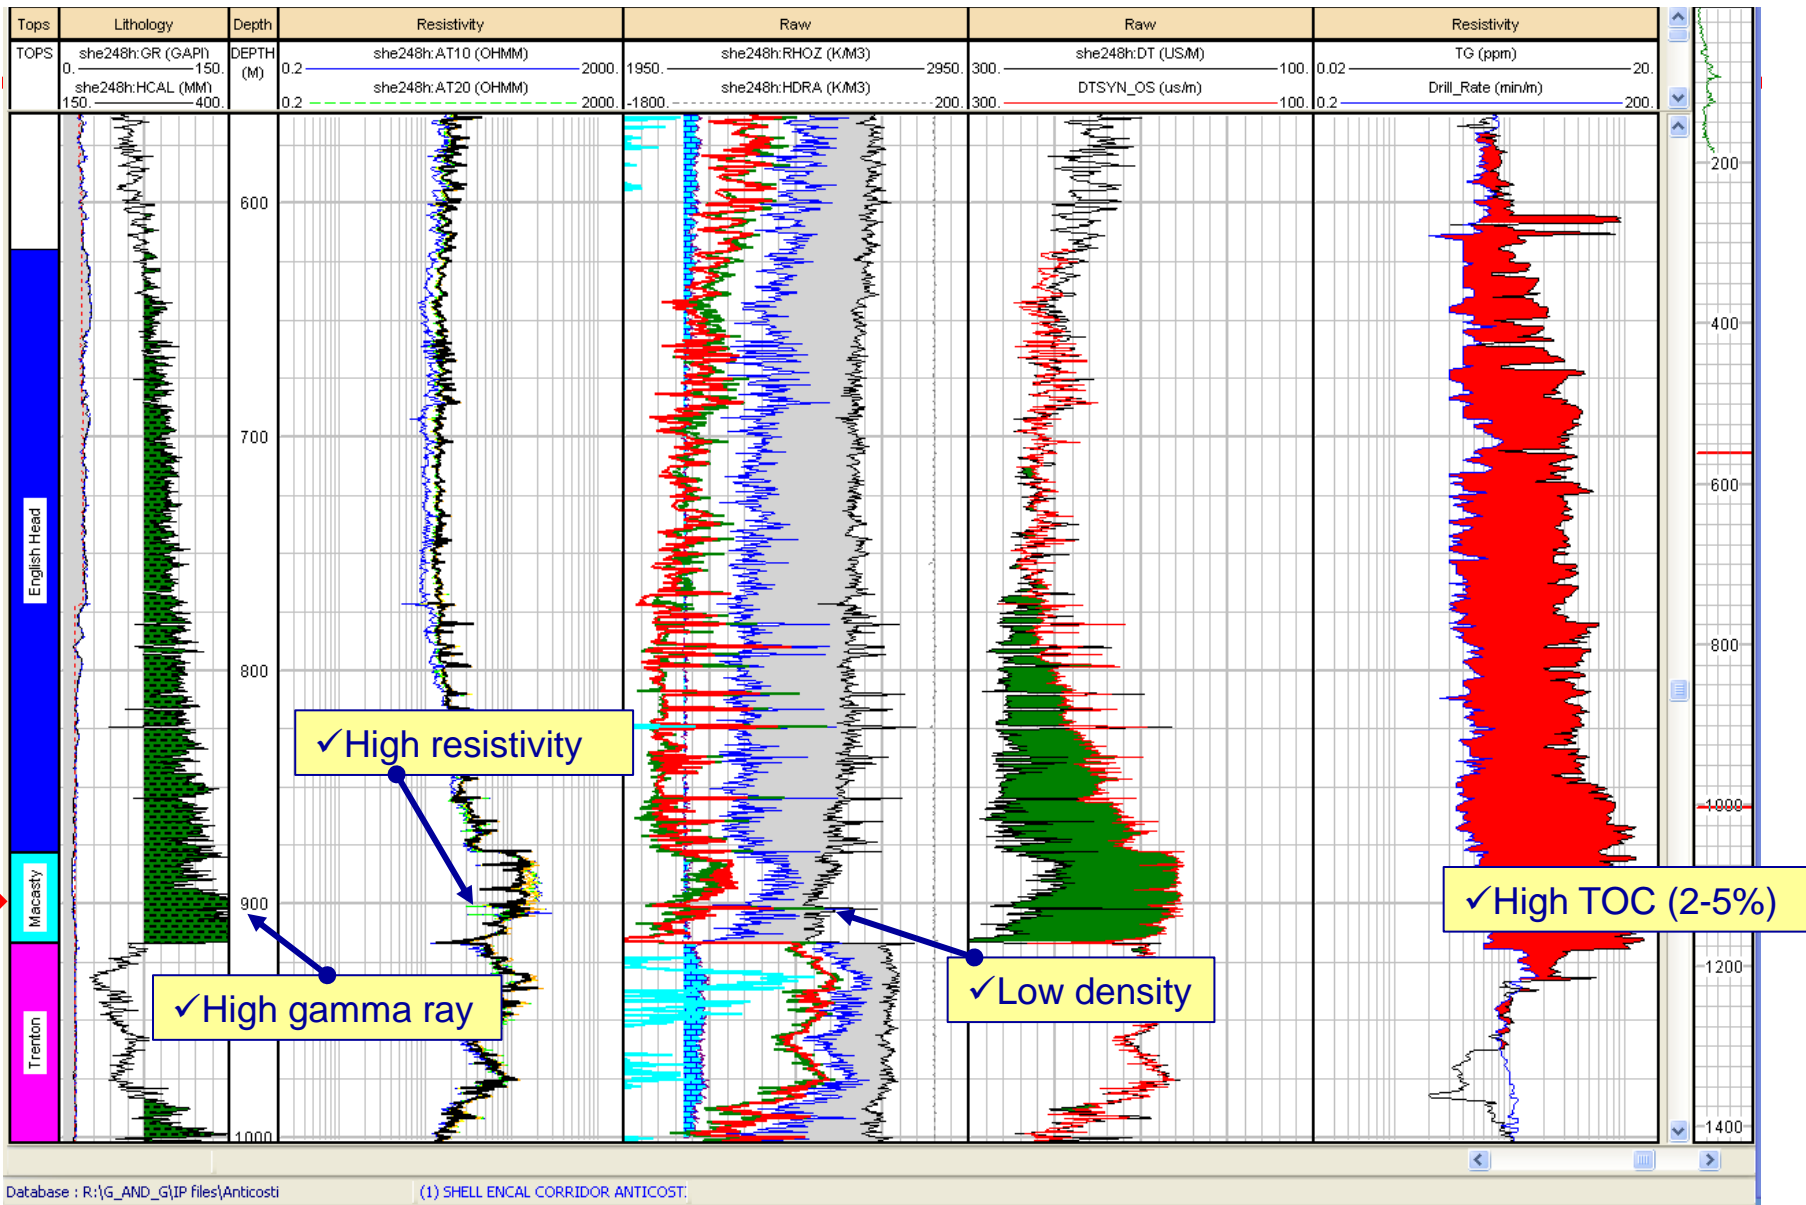 Tops Lithology Depth Resistivity Raw Raw Resistivity
TOPS
she248h:GR (GAPI)
0. 150.
she248h:HCAL (MM)
150. 400.
DEPTH
(M)
she248h:AT10 (OHMM)
0.2 2000.
she248h:AT20 (OHMM)
0.2 2000.
she248h:RHOZ (K/M3)
1950. 2950.
she248h:HDRA (K/M3)
-1800. 200.
she248h:DT (US/M)
300. 100.
DTSYN_OS (us/m)
300. 100.
TG (ppm)
0.02 20.
Drill_Rate (min/m)
0.2 200.
English Head
Macasty
Trenton
600
700
800
900
1000
200
400
600
800
1000
1200
1400
✓High resistivity
✓High TOC (2-5%)
✓High gamma ray
✓Low density
Database : R:\G_AND_G\IP files\Anticosti
(1) SHELL ENCAL CORRIDOR ANTICOST